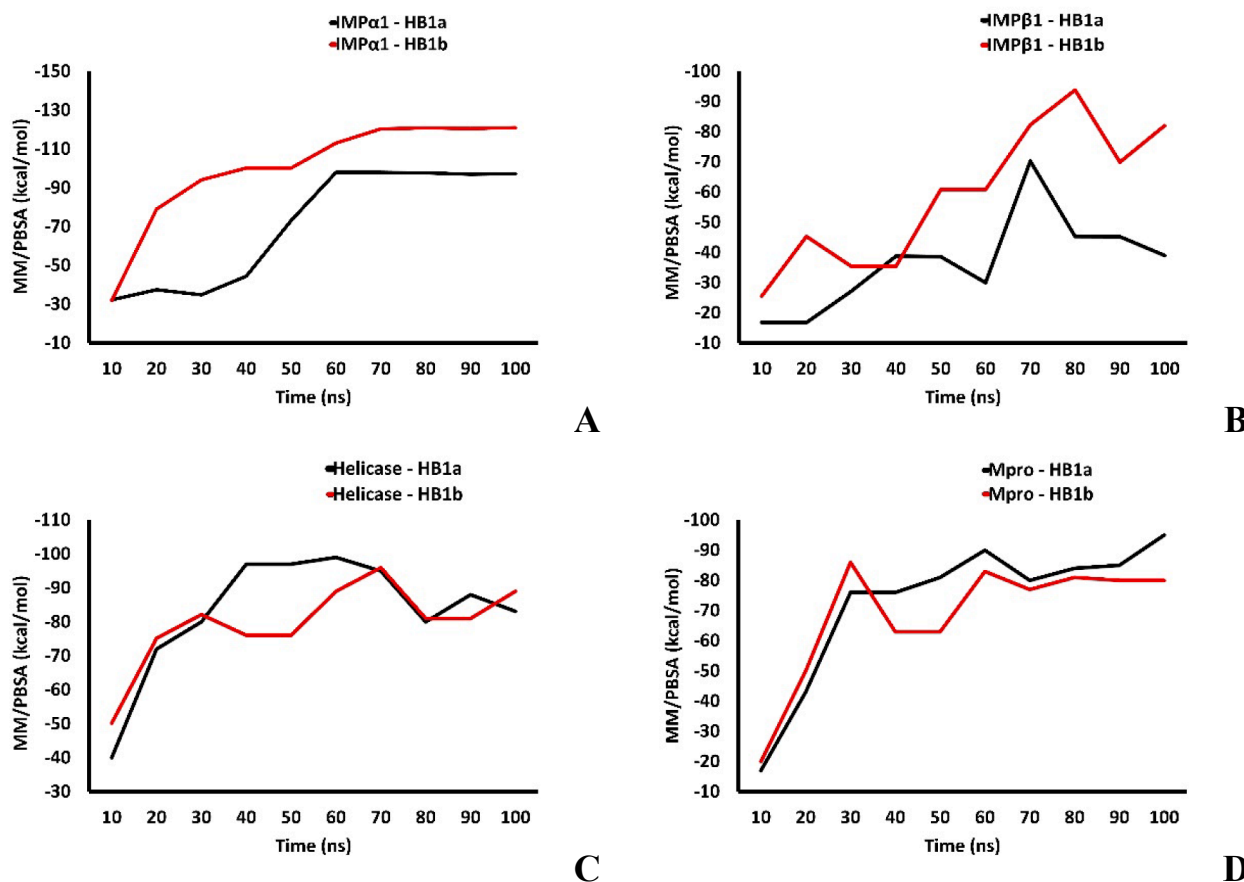 IMPα1 - HB1a
IMPα1 - HB1b
-150
-130
-110
-90
-70
-50
-30
-10
MM/PBSA (kcal/mol)
10 20 30 40 50 60 70 80 90 100
Time (ns)
A
IMPβ1 - HB1a
IMPβ1 - HB1b
-100
-90
-80
-70
-60
-50
-40
-30
-20
-10
MM/PBSA (kcal/mol)
10 20 30 40 50 60 70 80 90 100
Time (ns)
B
Helicase - HB1a
Helicase - HB1b
-110
-100
-90
-80
-70
-60
-50
-40
-30
MM/PBSA (kcal/mol)
10 20 30 40 50 60 70 80 90 100
Time (ns)
C
Mpro - HB1a
Mpro - HB1b
-100
-90
-80
-70
-60
-50
-40
-30
-20
-10
MM/PBSA (kcal/mol)
10 20 30 40 50 60 70 80 90 100
Time (ns)
D